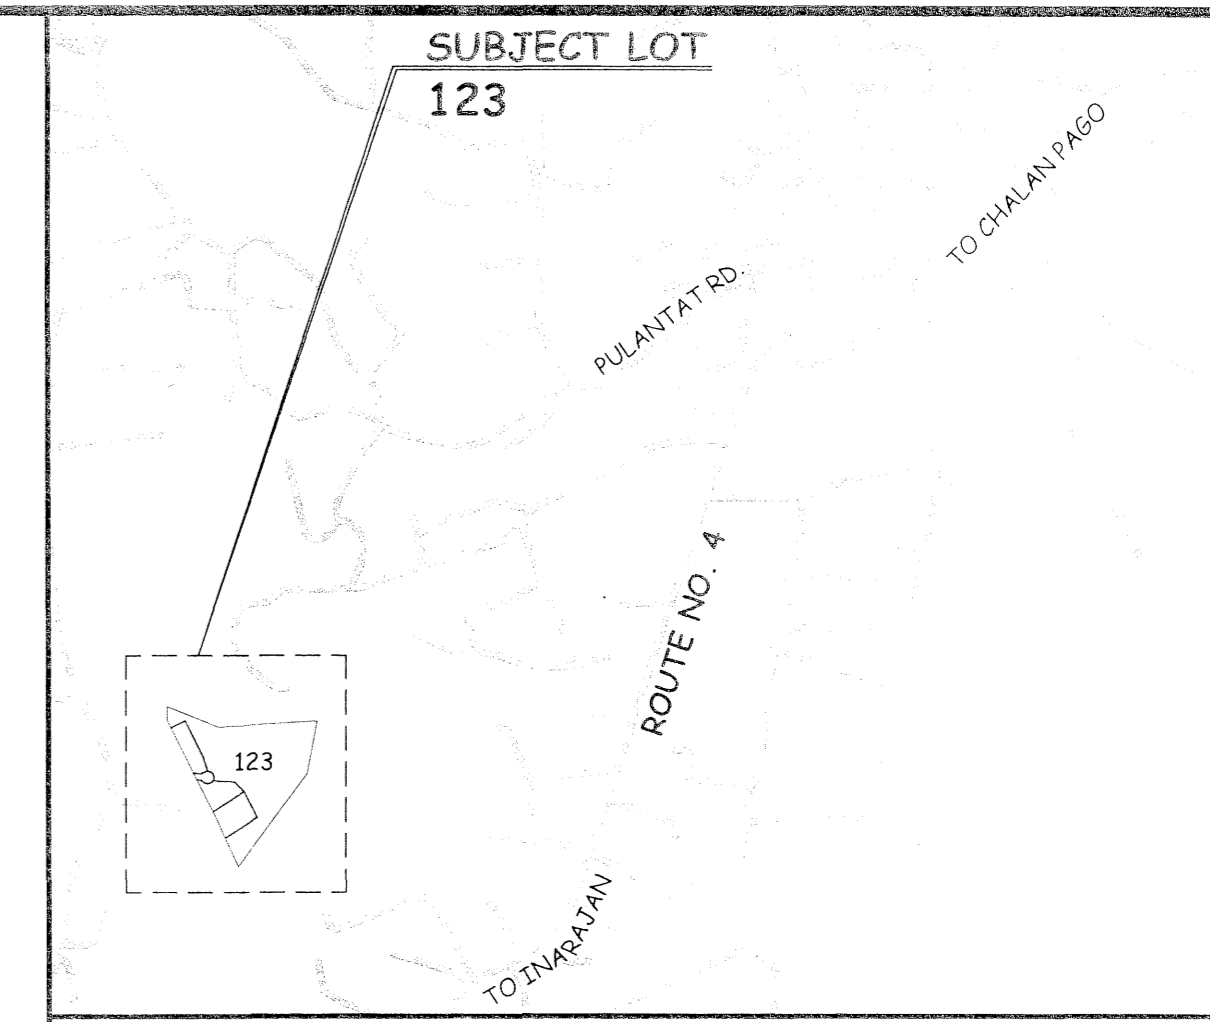 SUBJECT LOT
123
TO CHALAN PAGO
PULANTAT RD.
ROUTE NO. 4
123
TO INARAJAN